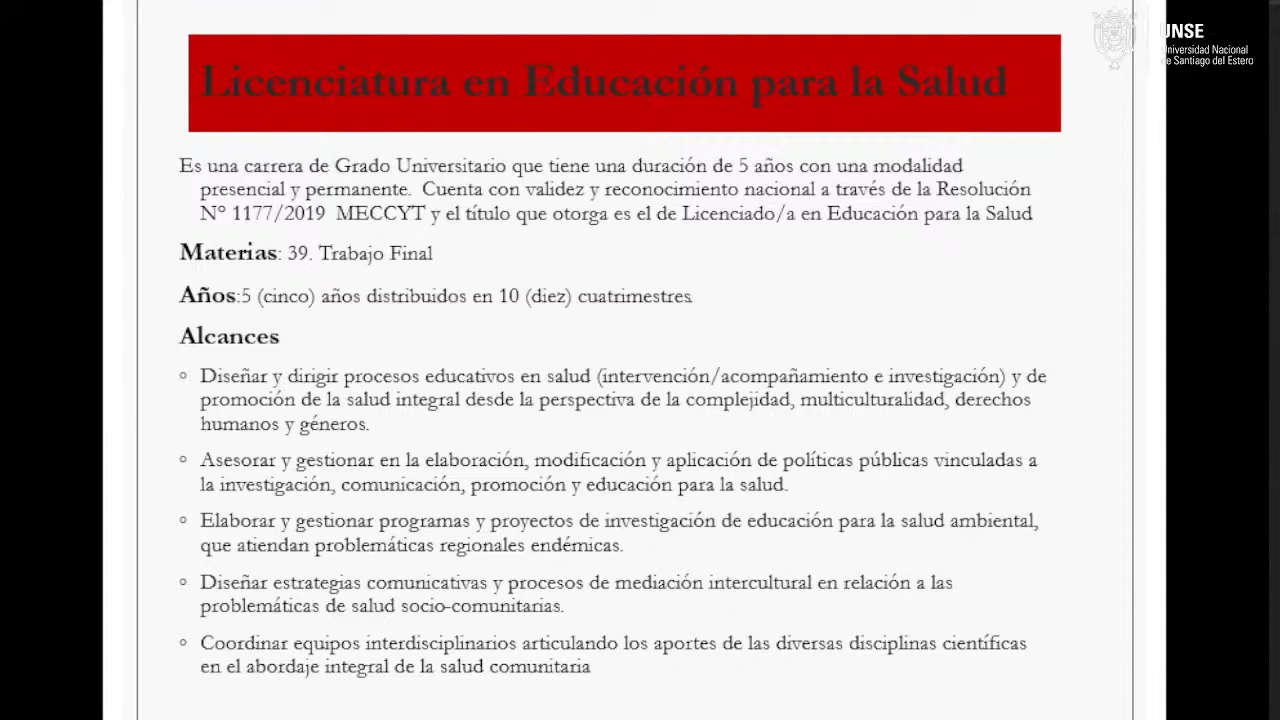 UNSE
Universidad Nacional
de Santiago del Estero
Licenciatura en Educación para la Salud
Es una carrera de Grado Universitario que tiene una duración de 5 años con una modalidad
presencial y permanente. Cuenta con validez y reconocimiento nacional a través de la Resolución
N° 1177/2019 MECCYT y el título que otorga es el de Licenciado/a en Educación para la Salud
Materias: 39. Trabajo Final
Años:5 (cinco) años distribuidos en 10 (diez) cuatrimestres.
Alcances
◦ Diseñar y dirigir procesos educativos en salud (intervención/acompañamiento e investigación) y de
promoción de la salud integral desde la perspectiva de la complejidad, multiculturalidad, derechos
humanos y géneros.
◦ Asesorar y gestionar en la elaboración, modificación y aplicación de políticas públicas vinculadas a
la investigación, comunicación, promoción y educación para la salud.
◦ Elaborar y gestionar programas y proyectos de investigación de educación para la salud ambiental,
que atiendan problemáticas regionales endémicas.
◦ Diseñar estrategias comunicativas y procesos de mediación intercultural en relación a las
problemáticas de salud socio-comunitarias.
◦ Coordinar equipos interdisciplinarios articulando los aportes de las diversas disciplinas científicas
en el abordaje integral de la salud comunitaria